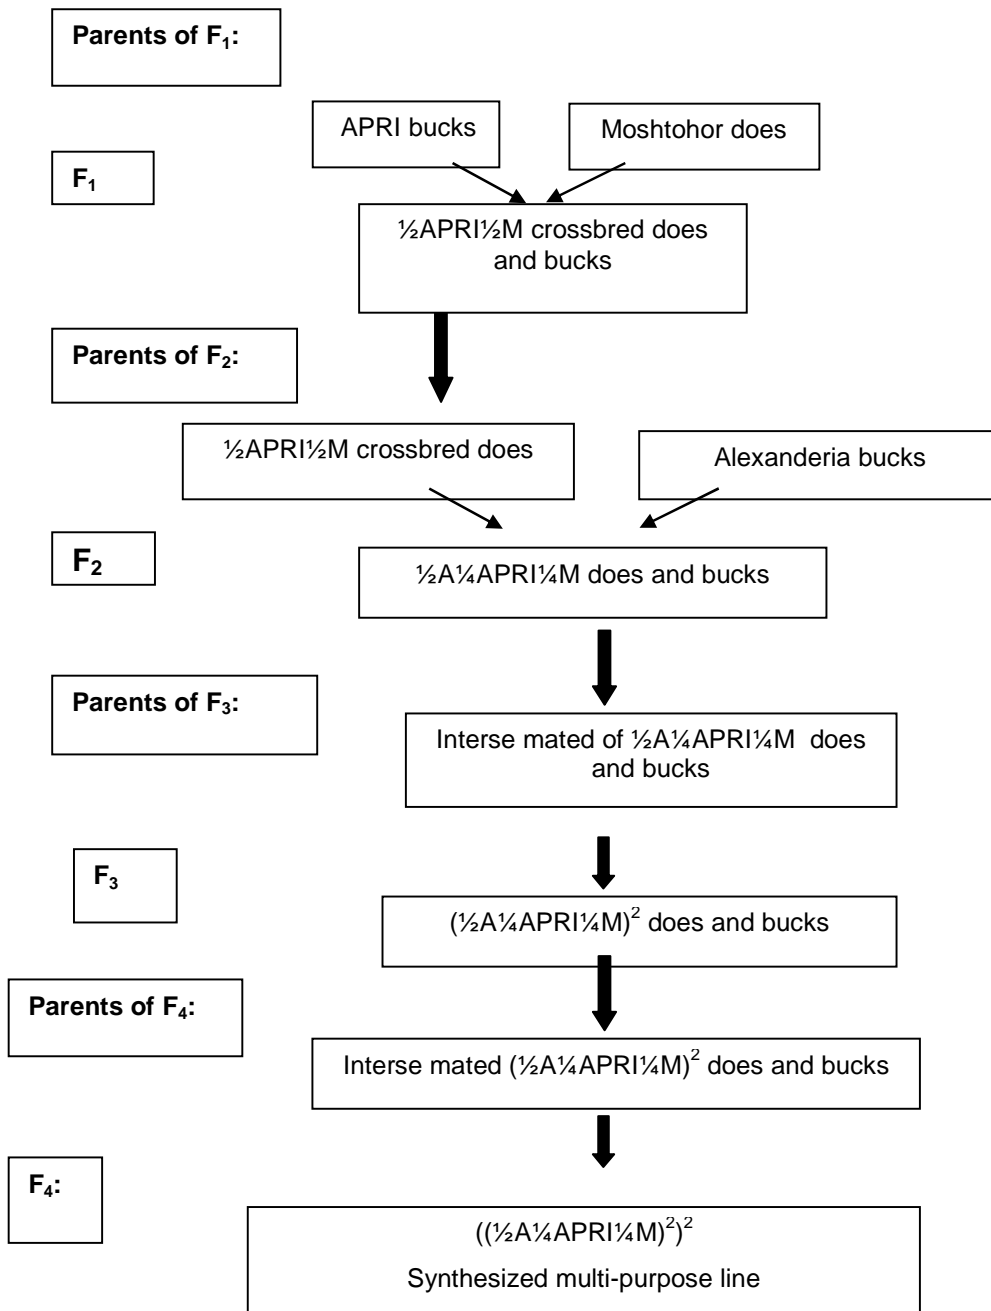 Parents of F₁:
APRI bucks
Moshtohor does
F₁
½APRI½M crossbred does
and bucks
Parents of F₂:
½APRI½M crossbred does
Alexanderia bucks
F₂
½A¼APRI¼M does and bucks
Parents of F₃:
Interse mated of ½A¼APRI¼M does
and bucks
F₃
(½A¼APRI¼M)² does and bucks
Parents of F₄:
Interse mated (½A¼APRI¼M)² does and bucks
F₄:
((½A¼APRI¼M)²)²
Synthesized multi-purpose line